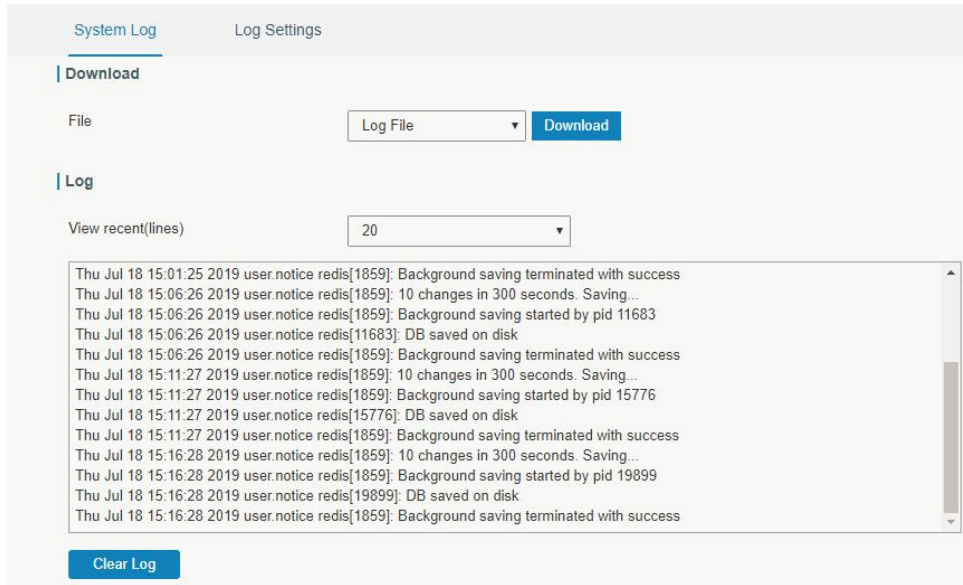 System Log Log Settings
Download
File Log File Download
Log
View recent(lines) 20
Thu Jul 18 15:01:25 2019 user.notice redis[1859]: Background saving terminated with success
Thu Jul 18 15:06:26 2019 user.notice redis[1859]: 10 changes in 300 seconds. Saving...
Thu Jul 18 15:06:26 2019 user.notice redis[1859]: Background saving started by pid 11683
Thu Jul 18 15:06:26 2019 user.notice redis[11683]: DB saved on disk
Thu Jul 18 15:06:26 2019 user.notice redis[1859]: Background saving terminated with success
Thu Jul 18 15:11:27 2019 user.notice redis[1859]: 10 changes in 300 seconds. Saving...
Thu Jul 18 15:11:27 2019 user.notice redis[1859]: Background saving started by pid 15776
Thu Jul 18 15:11:27 2019 user.notice redis[15776]: DB saved on disk
Thu Jul 18 15:11:27 2019 user.notice redis[1859]: Background saving terminated with success
Thu Jul 18 15:16:28 2019 user.notice redis[1859]: 10 changes in 300 seconds. Saving...
Thu Jul 18 15:16:28 2019 user.notice redis[1859]: Background saving started by pid 19899
Thu Jul 18 15:16:28 2019 user.notice redis[19899]: DB saved on disk
Thu Jul 18 15:16:28 2019 user.notice redis[1859]: Background saving terminated with success
Clear Log